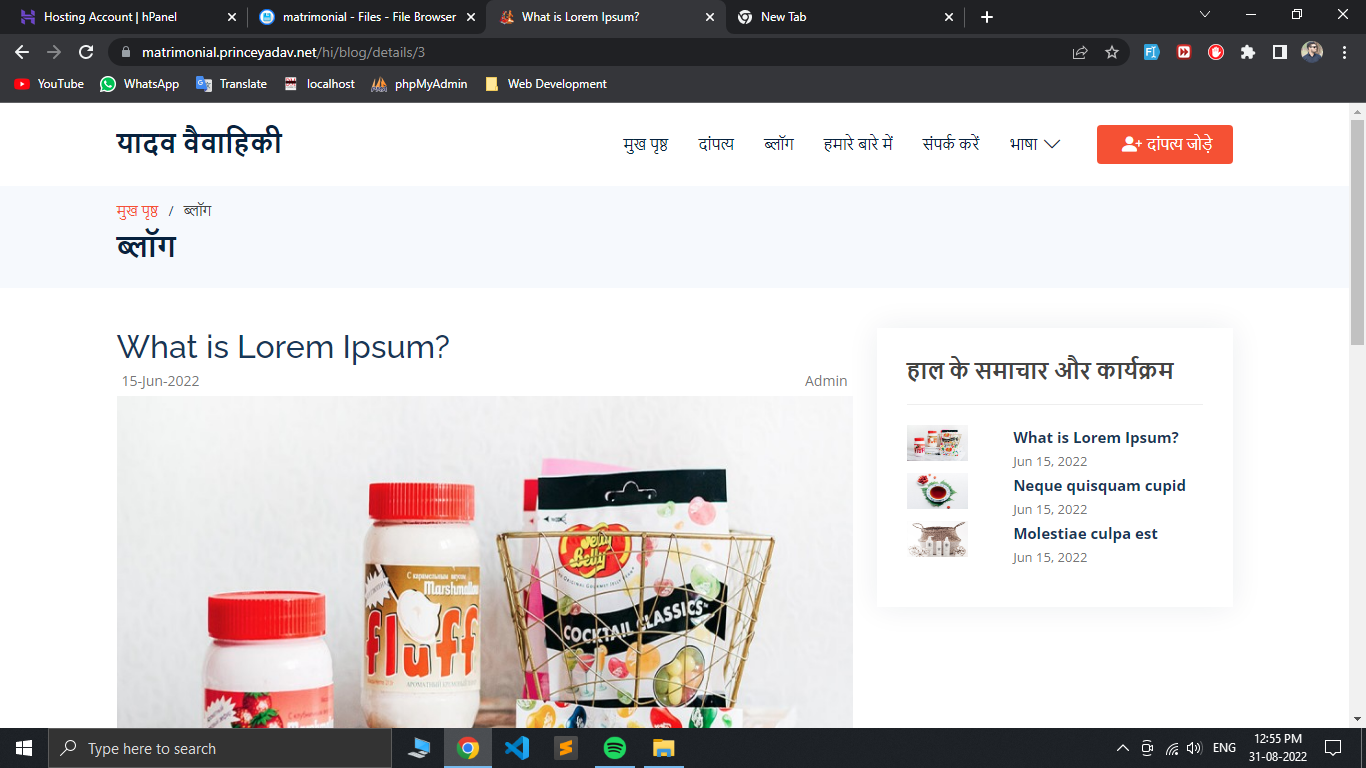 Hosting Account | hPanel
matrimonial - Files - File Browser
What is Lorem Ipsum?
New Tab
matrimonial.princeyadav.net/hi/blog/details/3
YouTube
WhatsApp
Translate
localhost
phpMyAdmin
Web Development
यादव वैवाहिकी
मुख पृष्ठ
दांपत्य
ब्लॉग
हमारे बारे में
संपर्क करें
भाषा
दांपत्य जोड़े
मुख पृष्ठ / ब्लॉग
ब्लॉग
What is Lorem Ipsum?
15-Jun-2022
Admin
Jelly Belly
Marshmallow
fluff
COCKTAIL CLASSICS
हाल के समाचार और कार्यक्रम
What is Lorem Ipsum?
Jun 15, 2022
Neque quisquam cupid
Jun 15, 2022
Molestiae culpa est
Jun 15, 2022
Type here to search
ENG
12:55 PM
31-08-2022